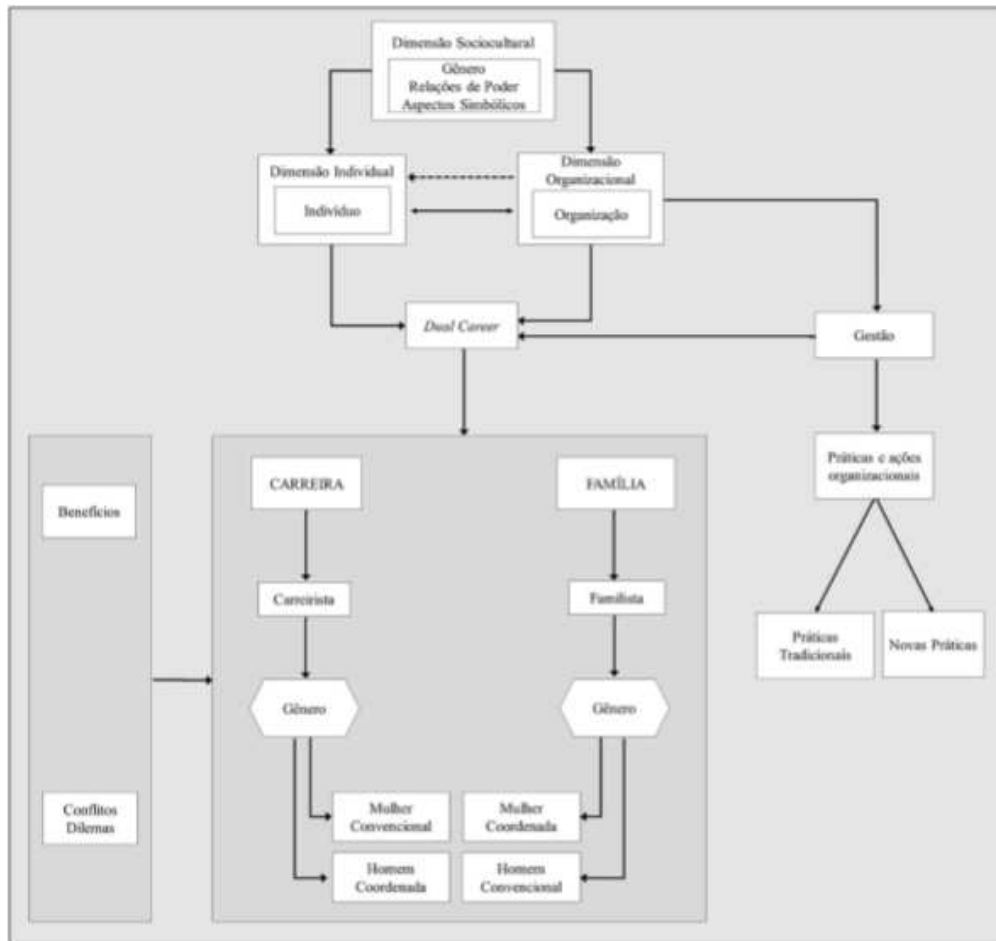 Dimensão Sociocultural
Gênero
Relações de Poder
Aspectos Simbólicos
Dimensão Individual
Indivíduo
Dimensão
Organizacional
Organização
Dual Career
Gestão
Práticas e ações
organizacionais
Práticas
Tradicionais
Novas Práticas
Benefícios
Conflitos
Dilemas
CARREIRA
FAMÍLIA
Carreirista
Familista
Gênero
Gênero
Mulher
Convencional
Mulher
Coordenada
Homem
Coordenada
Homem
Convencional